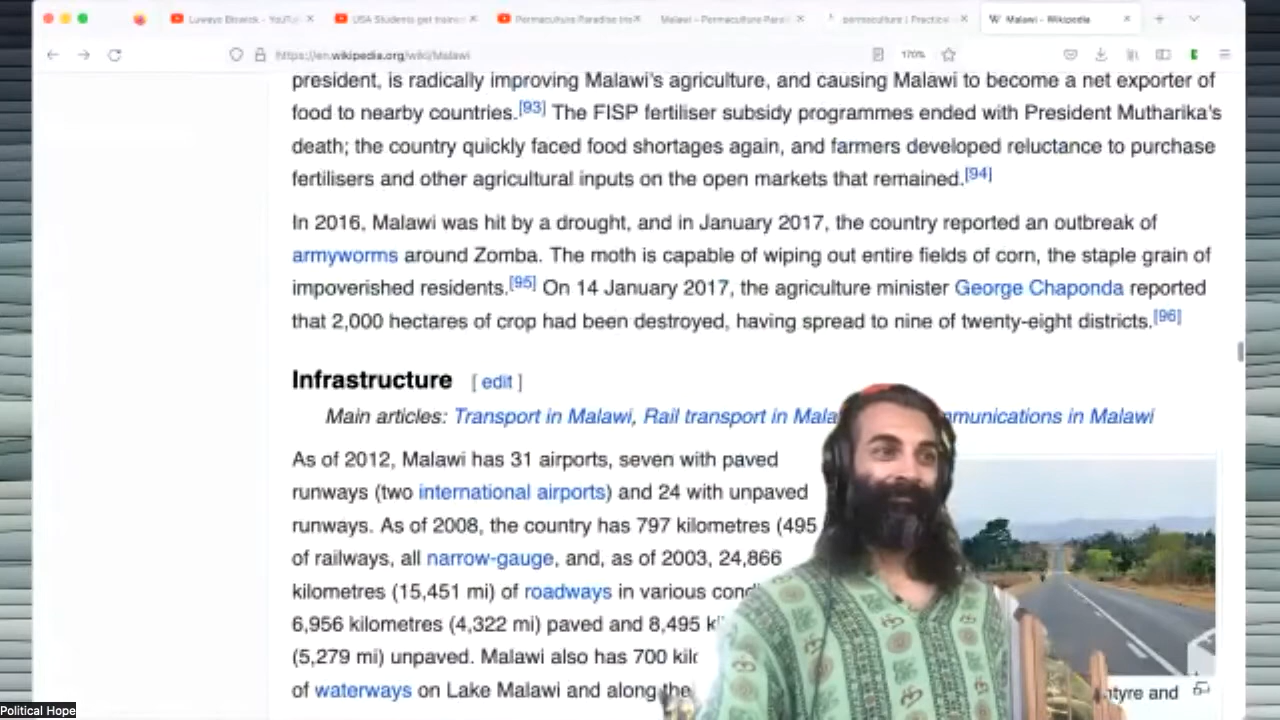 Luwayo Biswick - YouTu
USA Students get traine
Permaculture Paradise Ins
Malawi – Permaculture Para
permaculture | Practical
W Malawi - Wikipedia
https://en.wikipedia.org/wiki/Malawi
170%
president, is radically improving Malawi's agriculture, and causing Malawi to become a net exporter of
food to nearby countries.[93] The FISP fertiliser subsidy programmes ended with President Mutharika's
death; the country quickly faced food shortages again, and farmers developed reluctance to purchase
fertilisers and other agricultural inputs on the open markets that remained.[94]
In 2016, Malawi was hit by a drought, and in January 2017, the country reported an outbreak of
armyworms around Zomba. The moth is capable of wiping out entire fields of corn, the staple grain of
impoverished residents.[95] On 14 January 2017, the agriculture minister George Chaponda reported
that 2,000 hectares of crop had been destroyed, having spread to nine of twenty-eight districts.[96]
Infrastructure [ edit ]
Main articles: Transport in Malawi, Rail transport in Mala mmunications in Malawi
As of 2012, Malawi has 31 airports, seven with paved
runways (two international airports) and 24 with unpaved
runways. As of 2008, the country has 797 kilometres (495
of railways, all narrow-gauge, and, as of 2003, 24,866
kilometres (15,451 mi) of roadways in various cond
6,956 kilometres (4,322 mi) paved and 8,495 k
(5,279 mi) unpaved. Malawi also has 700 kilo
of waterways on Lake Malawi and along the
ntyre and
Political Hope